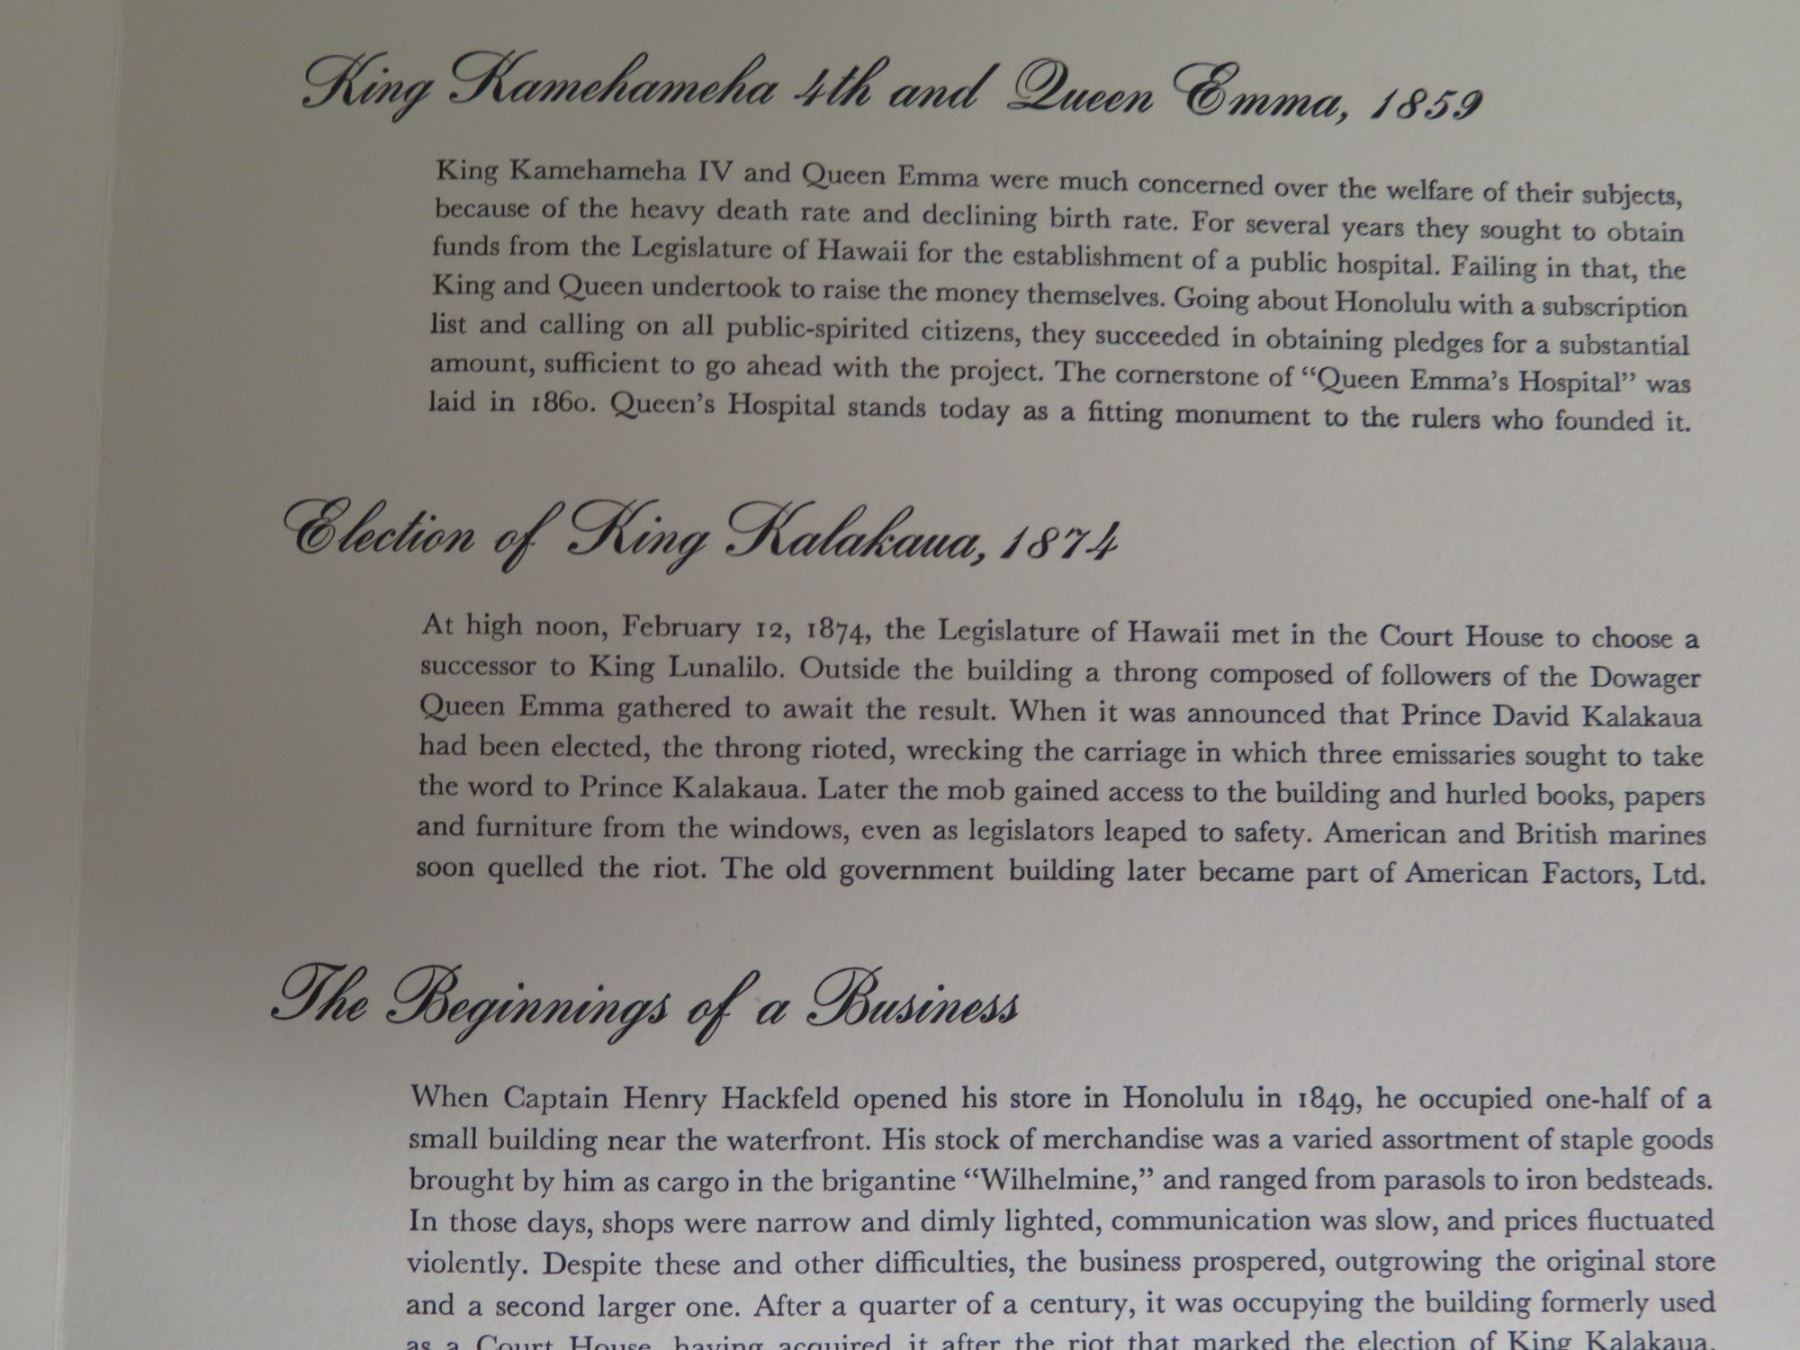 King Kamehameha 4th and Queen Emma, 1859
King Kamehameha IV and Queen Emma were much concerned over the welfare of their subjects,
because of the heavy death rate and declining birth rate. For several years they sought to obtain
funds from the Legislature of Hawaii for the establishment of a public hospital. Failing in that, the
King and Queen undertook to raise the money themselves. Going about Honolulu with a subscription
list and calling on all public-spirited citizens, they succeeded in obtaining pledges for a substantial
amount, sufficient to go ahead with the project. The cornerstone of “Queen Emma’s Hospital” was
laid in 1860. Queen’s Hospital stands today as a fitting monument to the rulers who founded it.
Election of King Kalakaua, 1874
At high noon, February 12, 1874, the Legislature of Hawaii met in the Court House to choose a
successor to King Lunalilo. Outside the building a throng composed of followers of the Dowager
Queen Emma gathered to await the result. When it was announced that Prince David Kalakaua
had been elected, the throng rioted, wrecking the carriage in which three emissaries sought to take
the word to Prince Kalakaua. Later the mob gained access to the building and hurled books, papers
and furniture from the windows, even as legislators leaped to safety. American and British marines
soon quelled the riot. The old government building later became part of American Factors, Ltd.
The Beginnings of a Business
When Captain Henry Hackfeld opened his store in Honolulu in 1849, he occupied one-half of a
small building near the waterfront. His stock of merchandise was a varied assortment of staple goods
brought by him as cargo in the brigantine “Wilhelmine,” and ranged from parasols to iron bedsteads.
In those days, shops were narrow and dimly lighted, communication was slow, and prices fluctuated
violently. Despite these and other difficulties, the business prospered, outgrowing the original store
and a second larger one. After a quarter of a century, it was occupying the building formerly used
as a Court House, having acquired it after the riot that marked the election of King Kalakaua.